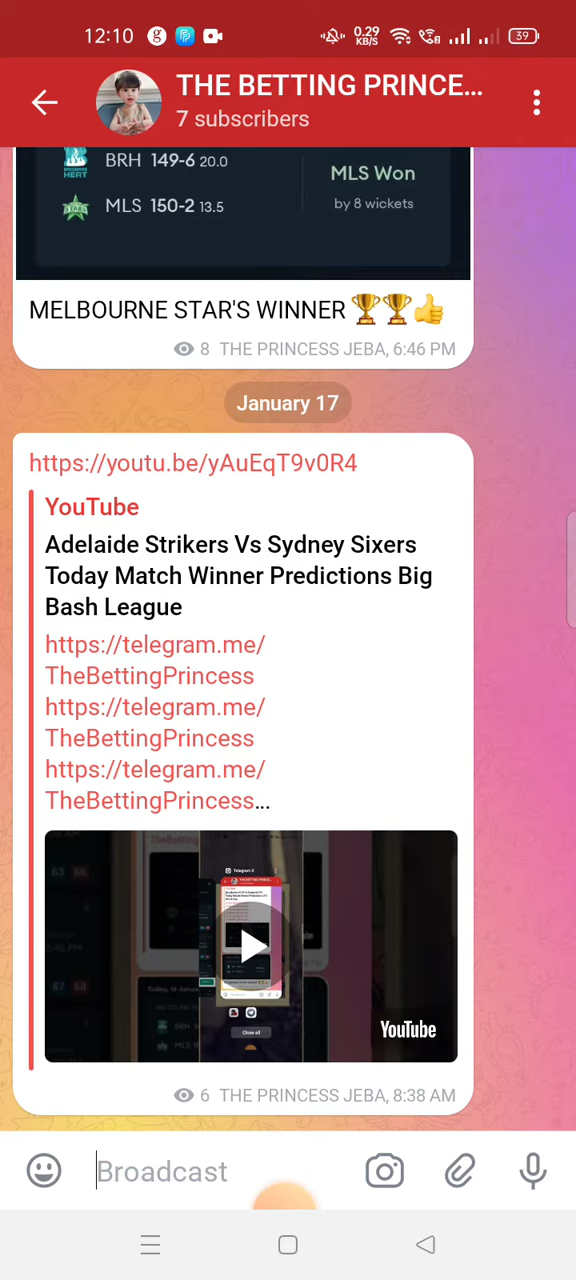 12:10
0.29
KB/S
39
THE BETTING PRINCE...
7 subscribers
BRH 149-6 20.0
MLS 150-2 13.5
MLS Won
by 8 wickets
MELBOURNE STAR'S WINNER 🏆🏆👍
8 THE PRINCESS JEBA, 6:46 PM
January 17
https://youtu.be/yAuEqT9v0R4
YouTube
Adelaide Strikers Vs Sydney Sixers
Today Match Winner Predictions Big
Bash League
https://telegram.me/
TheBettingPrincess
https://telegram.me/
TheBettingPrincess
https://telegram.me/
TheBettingPrincess...
Telegram X
Close all
YouTube
6 THE PRINCESS JEBA, 8:38 AM
Broadcast